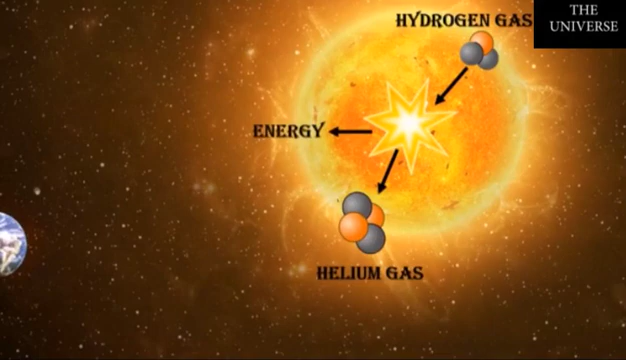 HYDROGEN GAS
THE
UNIVERSE
ENERGY
HELIUM GAS